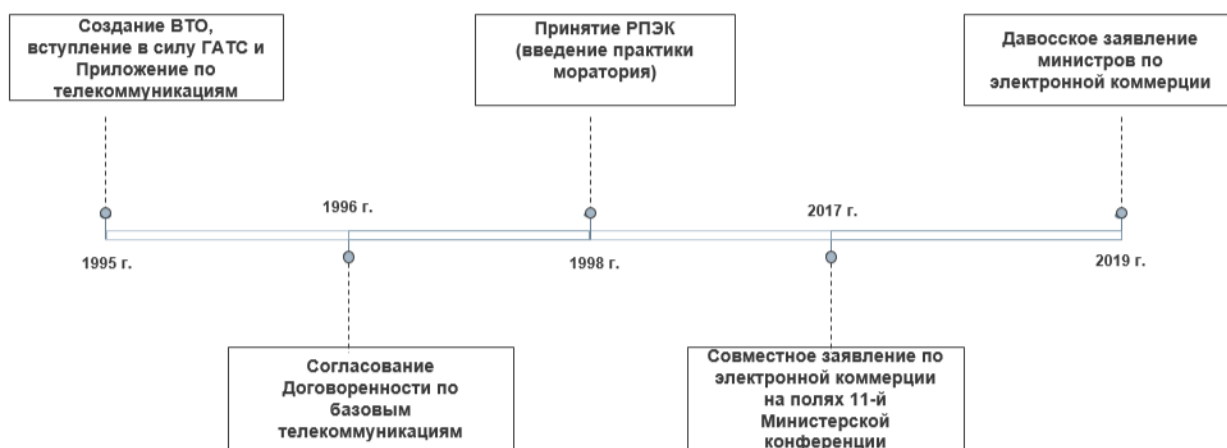 Создание ВТО,
вступление в силу ГАТС и
Приложение по
телекоммуникациям
Принятие РПЭК
(введение практики
моратория)
Давосское заявление
министров по
электронной коммерции
1996 г.
2017 г.
1995 г.
1998 г.
2019 г.
Согласование
Договоренности по
базовым
телекоммуникациям
Совместное заявление по
электронной коммерции
на полях 11-й
Министерской
конференции